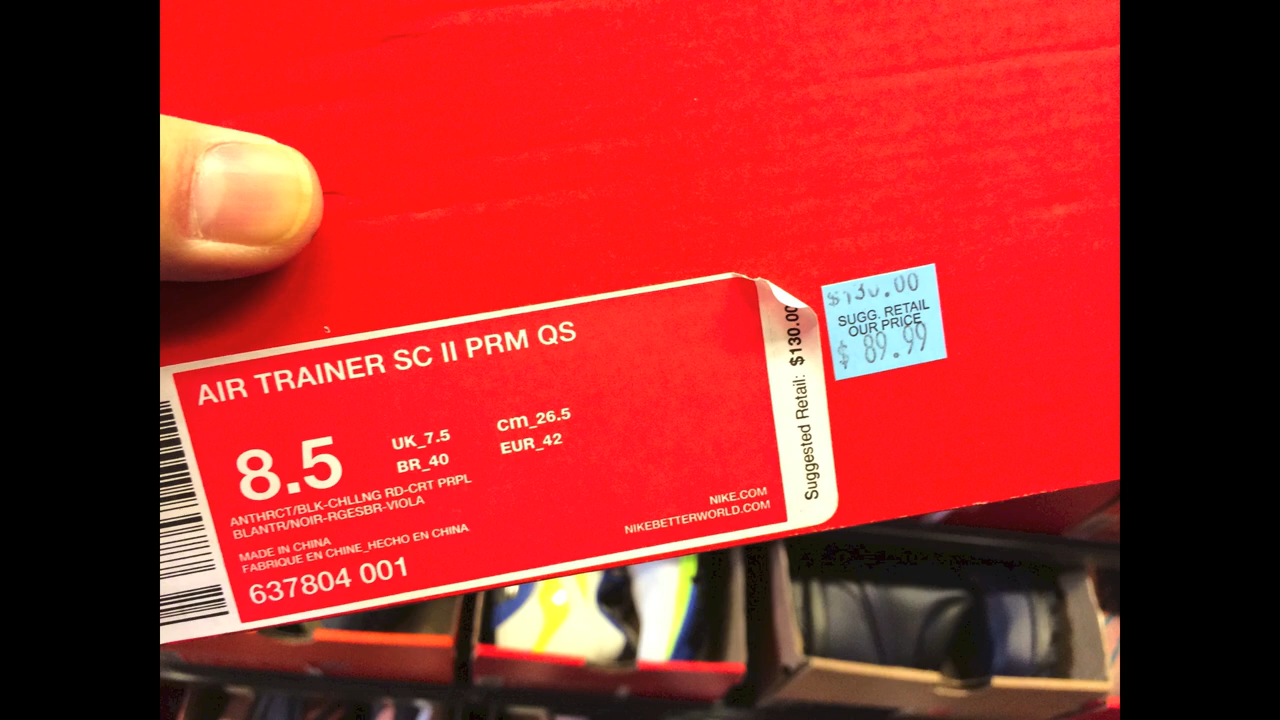 AIR TRAINER SC II PRM QS
8.5
UK_7.5
BR_40
cm_26.5
EUR_42
ANTHRCT/BLK-CHLLNG RD-CRT PRPL
BLANTR/NOIR-RGESBR-VIOLA
MADE IN CHINA
FABRIQUE EN CHINE_HECHO EN CHINA
637804 001
NIKE.COM
NIKEBETTERWORLD.COM
Suggested Retail: $130.00
$130.00
SUGG. RETAIL
OUR PRICE
$ 89.99